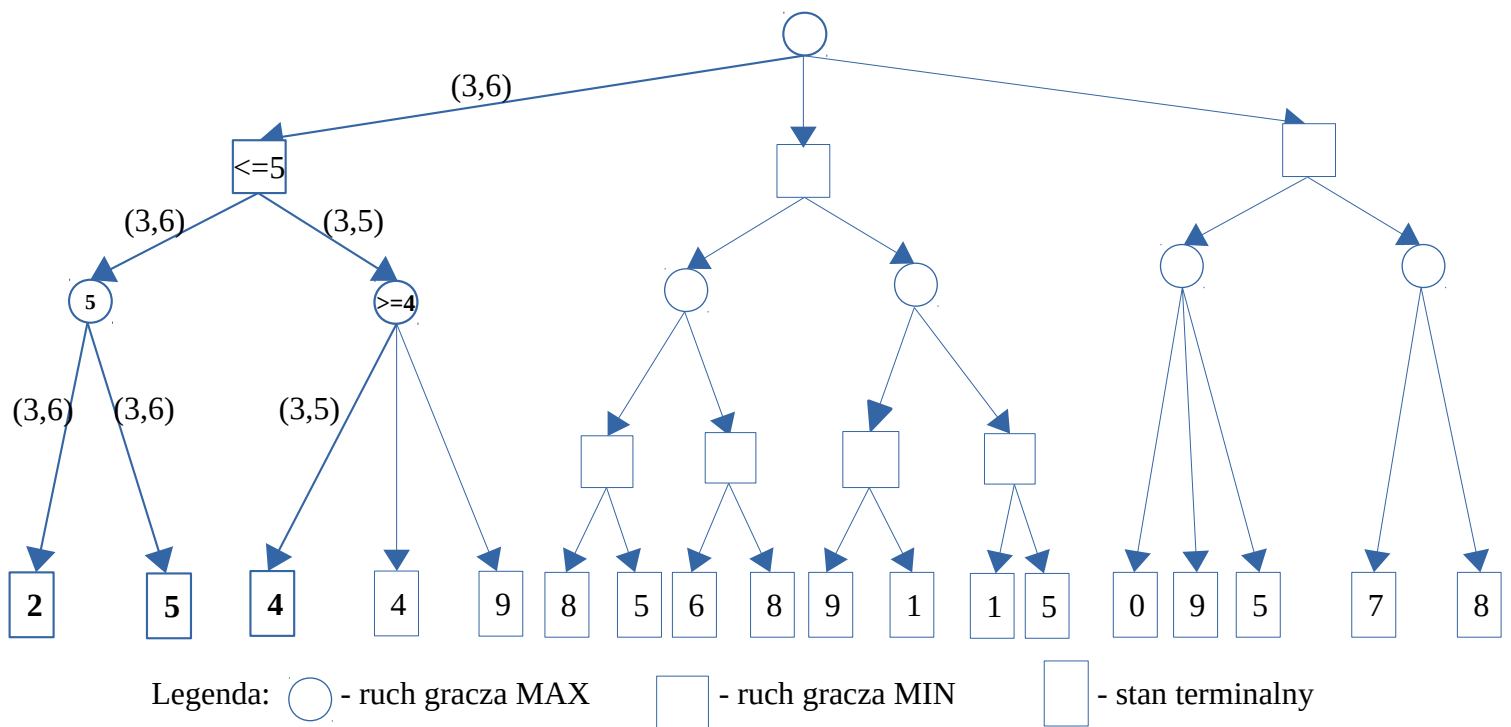 (3,6)
<=5
(3,6) (3,5)
5 >=4
(3,6) (3,6) (3,5)
2 5 4 4 9 8 5 6 8 9 1 1 5 0 9 5 7 8
Legenda: - ruch gracza MAX - ruch gracza MIN - stan terminalny